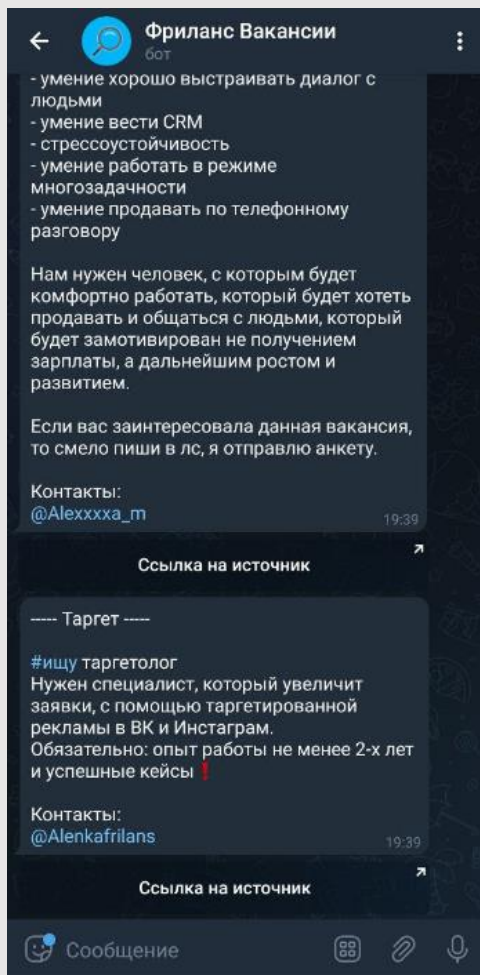 Фриланс Вакансии
бот
- умение хорошо выстраивать диалог с
людьми
- умение вести CRM
- стрессоустойчивость
- умение работать в режиме
многозадачности
- умение продавать по телефонному
разговору
Нам нужен человек, с которым будет
комфортно работать, который будет хотеть
продавать и общаться с людьми, который
будет замотивирован не получением
зарплаты, а дальнейшим ростом и
развитием.
Если вас заинтересовала данная вакансия,
то смело пиши в лс, я отправлю анкету.
Контакты:
@Alexxxxa_m
19:39
Ссылка на источник
----- Таргет -----
#ищу таргетолог
Нужен специалист, который увеличит
заявки, с помощью таргетированной
рекламы в ВК и Инстаграм.
Обязательно: опыт работы не менее 2-х лет
и успешные кейсы❗
Контакты:
@Alenkafrilans
19:39
Ссылка на источник
Сообщение